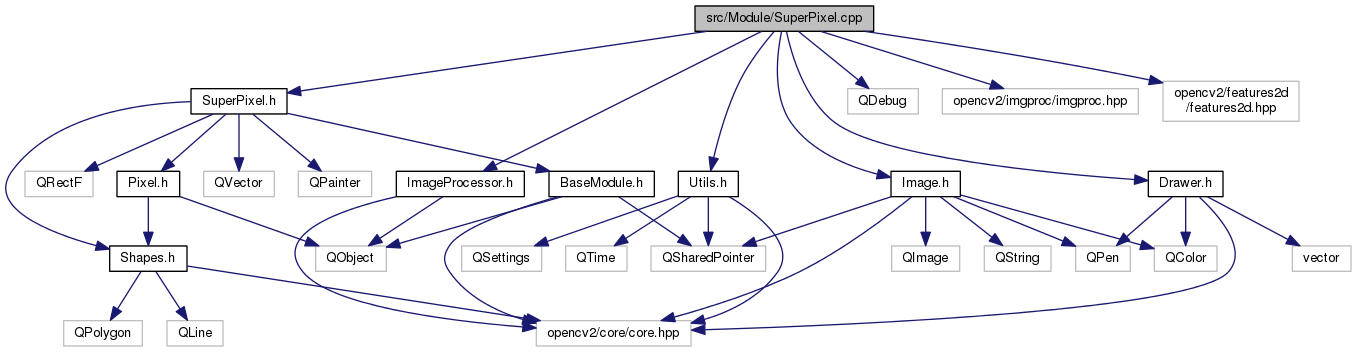 src/Module/SuperPixel.cpp
SuperPixel.h
QDebug
opencv2/imgproc/imgproc.hpp
opencv2/features2d
/features2d.hpp
QRectF
Pixel.h
QVector
QPainter
ImageProcessor.h
BaseModule.h
Utils.h
Image.h
Drawer.h
Shapes.h
QObject
QSettings
QTime
QSharedPointer
QImage
QString
QPen
QColor
vector
QPolygon
QLine
opencv2/core/core.hpp